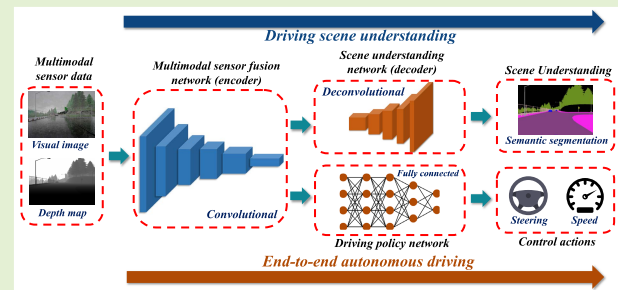 Driving scene understanding
Multimodal
sensor data
Multimodal sensor fusion
network (encoder)
Scene understanding
network (decoder)
Scene Understanding
Visual image
Depth map
Convolutional
Deconvolutional
Semantic segmentation
Fully connected
Driving policy network
Steering
Speed
Control actions
End-to-end autonomous driving